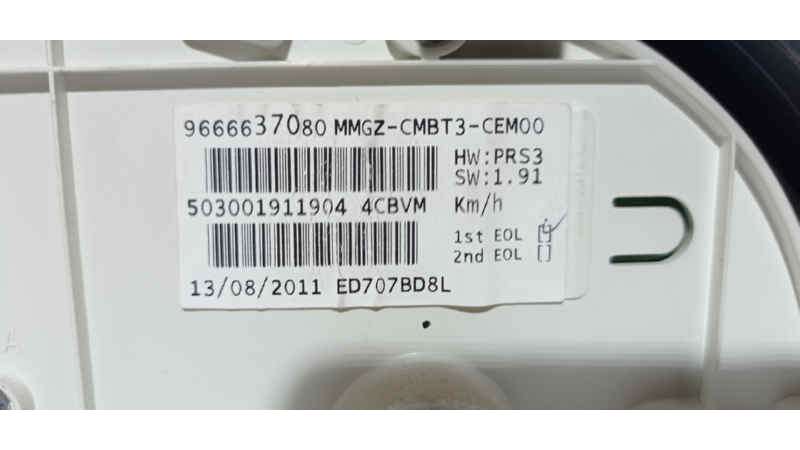 9666637080 MMGZ-CMBT3-CEM00
HW:PRS3
SW:1.91
503001911904 4CBVM Km/h
1st EOL [ ]
2nd EOL [ ]
13/08/2011 ED707BD8L
A